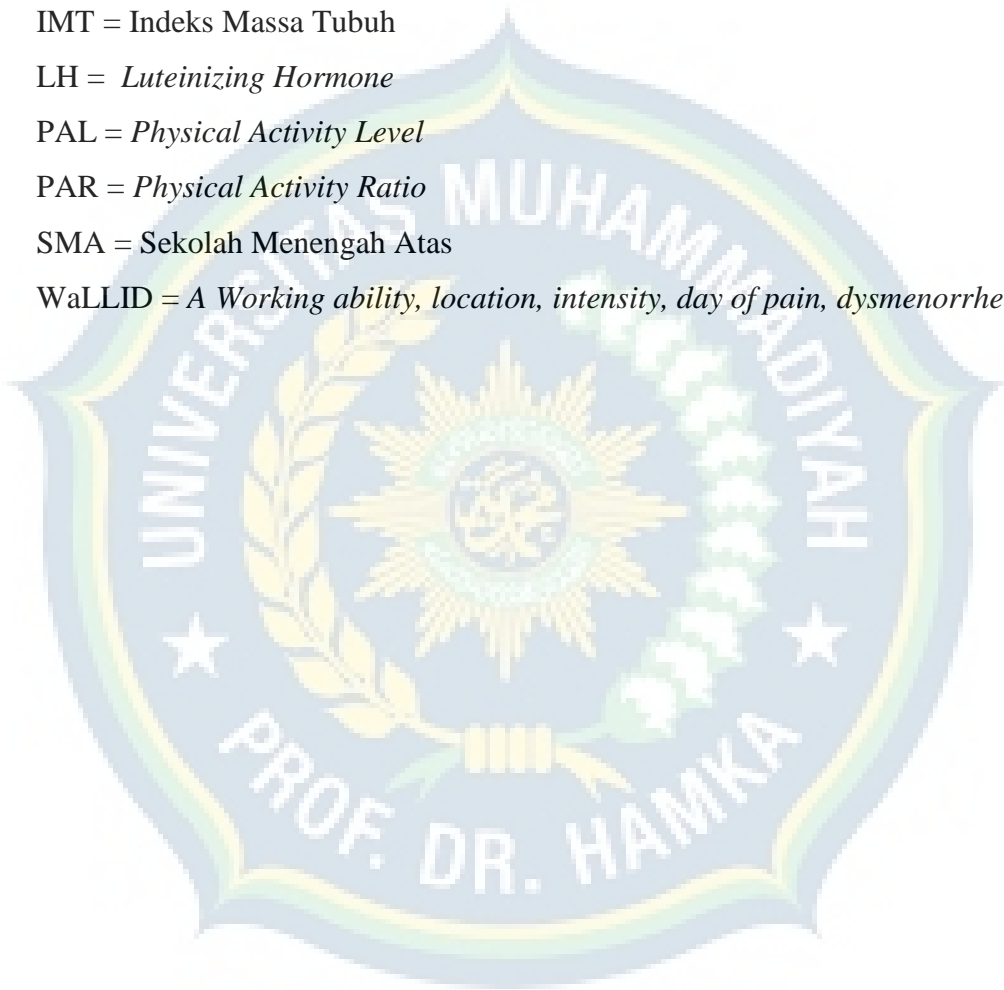 IMT = Indeks Massa Tubuh
LH = Luteinizing Hormone
PAL = Physical Activity Level
PAR = Physical Activity Ratio
SMA = Sekolah Menengah Atas
WaLLID = A Working ability, location, intensity, day of pain, dysmenorrhe
UNIVERSITAS MUHAMMADIYAH
PROF. DR. HAMKA